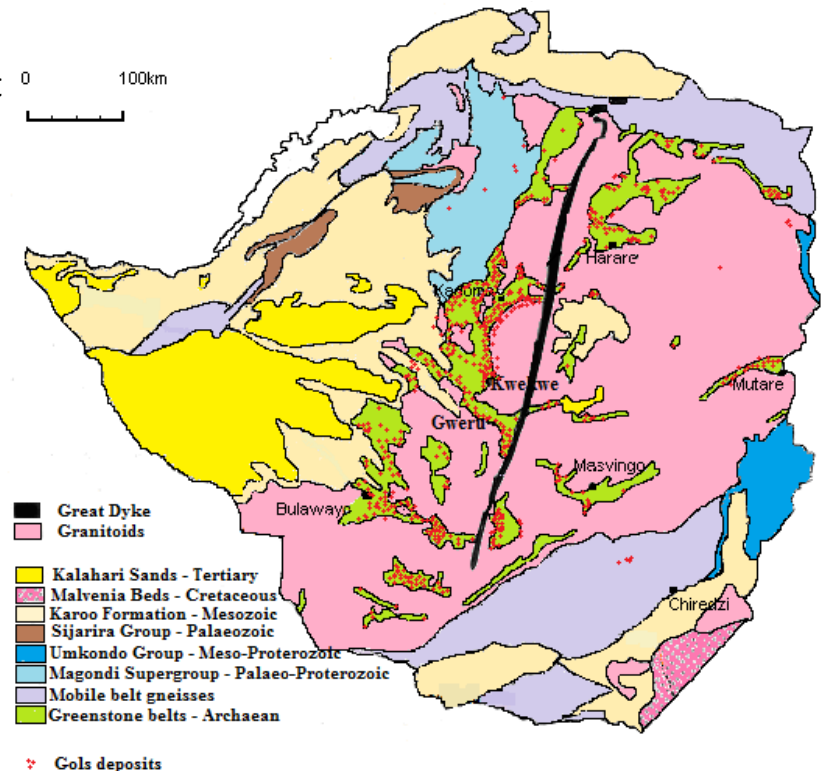 0 100km
Harare
Kadoma
Kwekwe
Mutare
Gweru
Masvingo
Bulawayo
Chiredzi
Great Dyke
Granitoids
Kalahari Sands - Tertiary
Malvenia Beds - Cretaceous
Karoo Formation - Mesozoic
Sijarira Group - Palaeozoic
Umkondo Group - Meso-Proterozoic
Magondi Supergroup - Palaeo-Proterozoic
Mobile belt gneisses
Greenstone belts - Archaean
Gols deposits